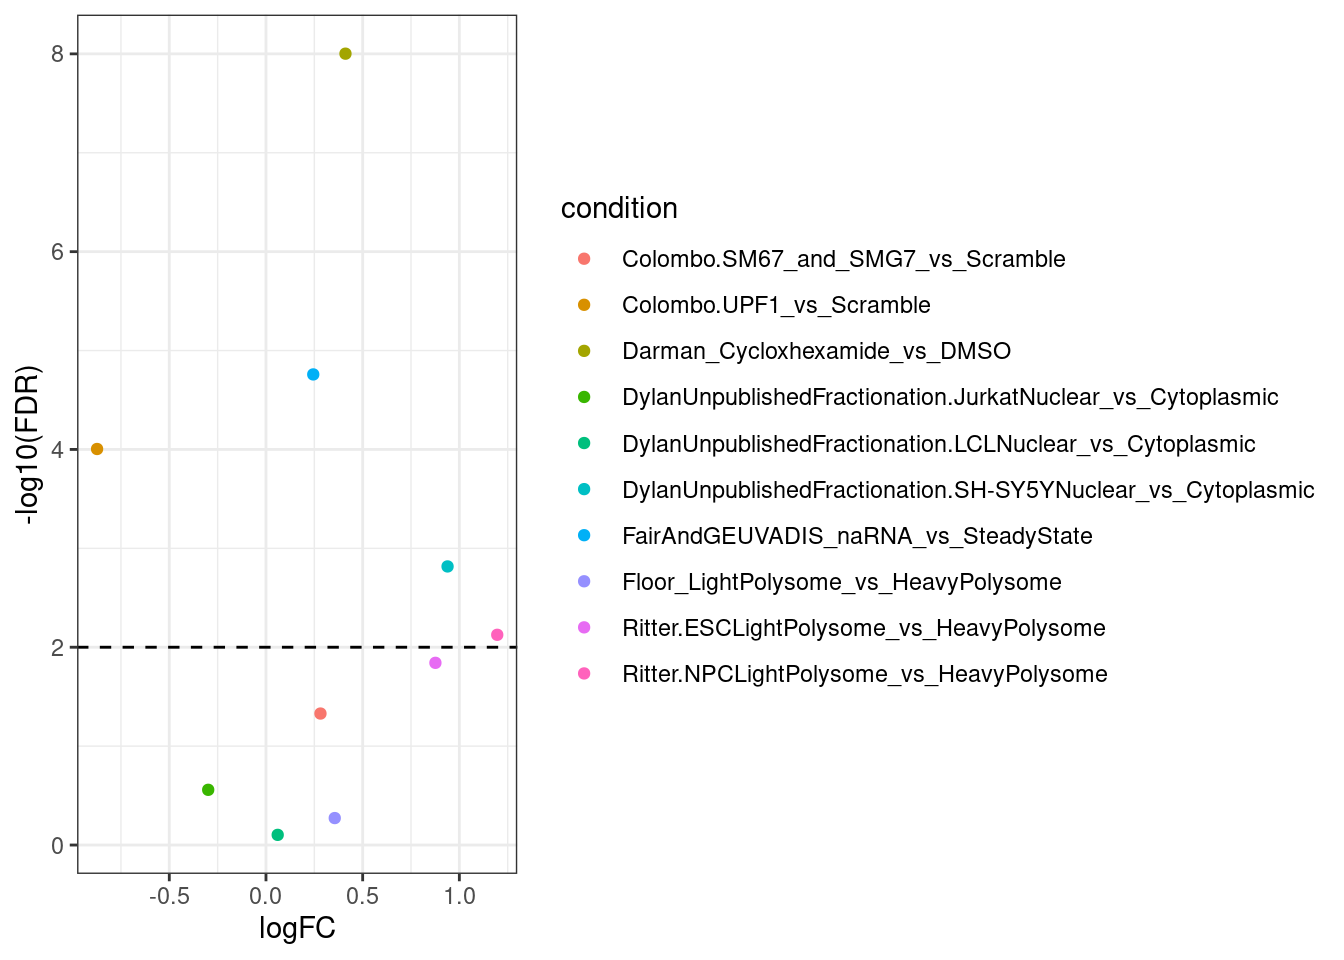 8
6
4
2
0
-log10(FDR)
-0.5
0.0
0.5
1.0
logFC
condition
Colombo.SM67_and_SMG7_vs_Scramble
Colombo.UPF1_vs_Scramble
Darman_Cycloxhexamide_vs_DMSO
DylanUnpublishedFractionation.JurkatNuclear_vs_Cytoplasmic
DylanUnpublishedFractionation.LCLNuclear_vs_Cytoplasmic
DylanUnpublishedFractionation.SH-SY5YNuclear_vs_Cytoplasmic
FairAndGEUVADIS_naRNA_vs_SteadyState
Floor_LightPolysome_vs_HeavyPolysome
Ritter.ESCLightPolysome_vs_HeavyPolysome
Ritter.NPCLightPolysome_vs_HeavyPolysome